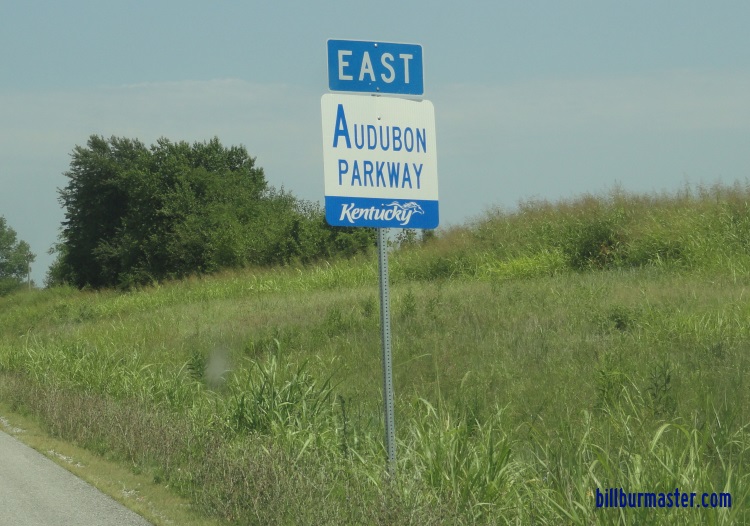 EAST
AUDUBON
PARKWAY
Kentucky
billburmaster.com